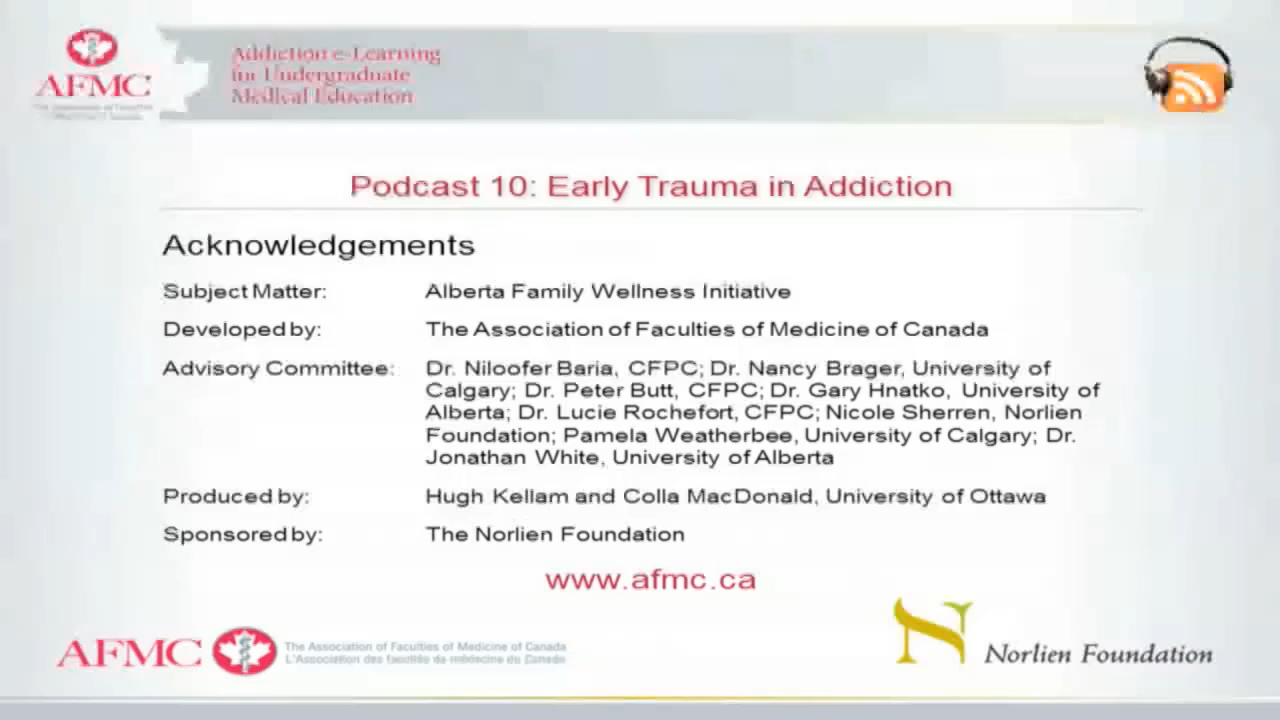 AFMC
Addiction e-Learning
for Undergraduate
Medical Education
Podcast 10: Early Trauma in Addiction
Acknowledgements
Subject Matter: Alberta Family Wellness Initiative
Developed by: The Association of Faculties of Medicine of Canada
Advisory Committee: Dr. Niloofer Baria, CFPC; Dr. Nancy Brager, University of
Calgary; Dr. Peter Butt, CFPC; Dr. Gary Hnatko, University of
Alberta; Dr. Lucie Rochefort, CFPC; Nicole Sherren, Norlien
Foundation; Pamela Weatherbee, University of Calgary; Dr.
Jonathan White, University of Alberta
Produced by: Hugh Kellam and Colla MacDonald, University of Ottawa
Sponsored by: The Norlien Foundation
www.afmc.ca
AFMC
The Association of Faculties of Medicine of Canada
L'Association des facultés de médecine du Canada
N
Norlien Foundation